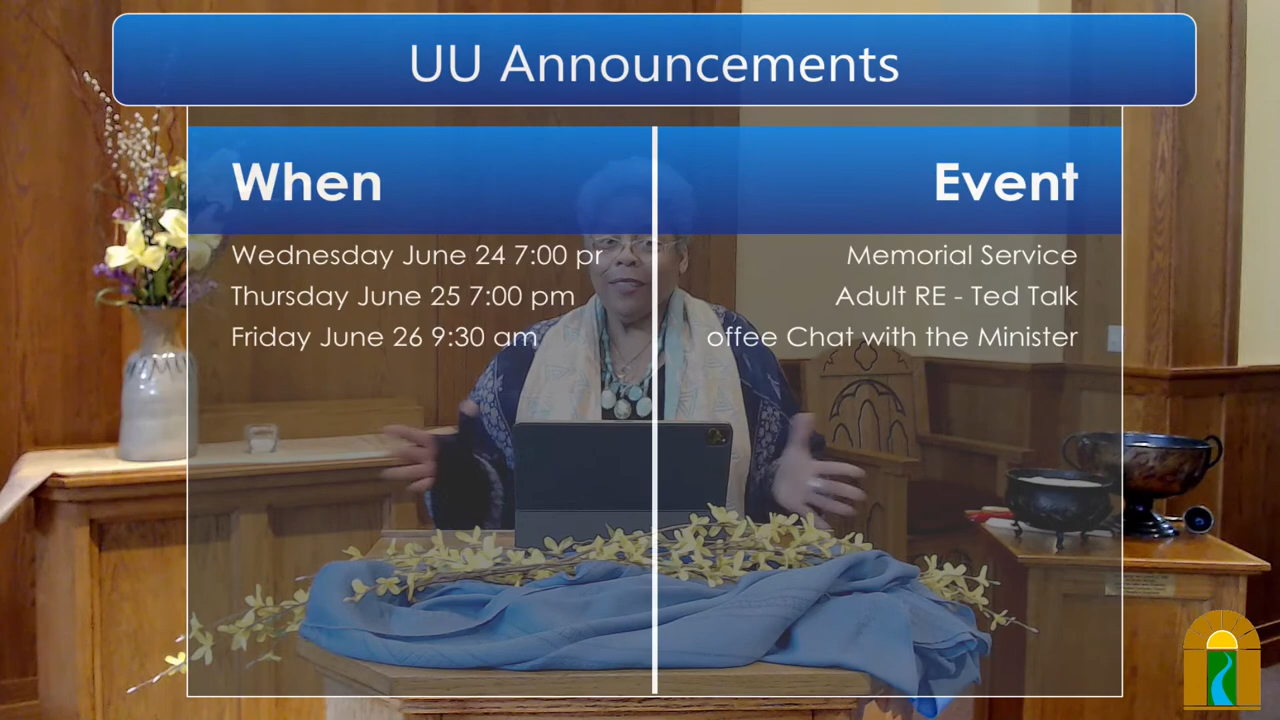 UU Announcements
When Event
Wednesday June 24 7:00 pr Memorial Service
Thursday June 25 7:00 pm Adult RE - Ted Talk
Friday June 26 9:30 am offee Chat with the Minister